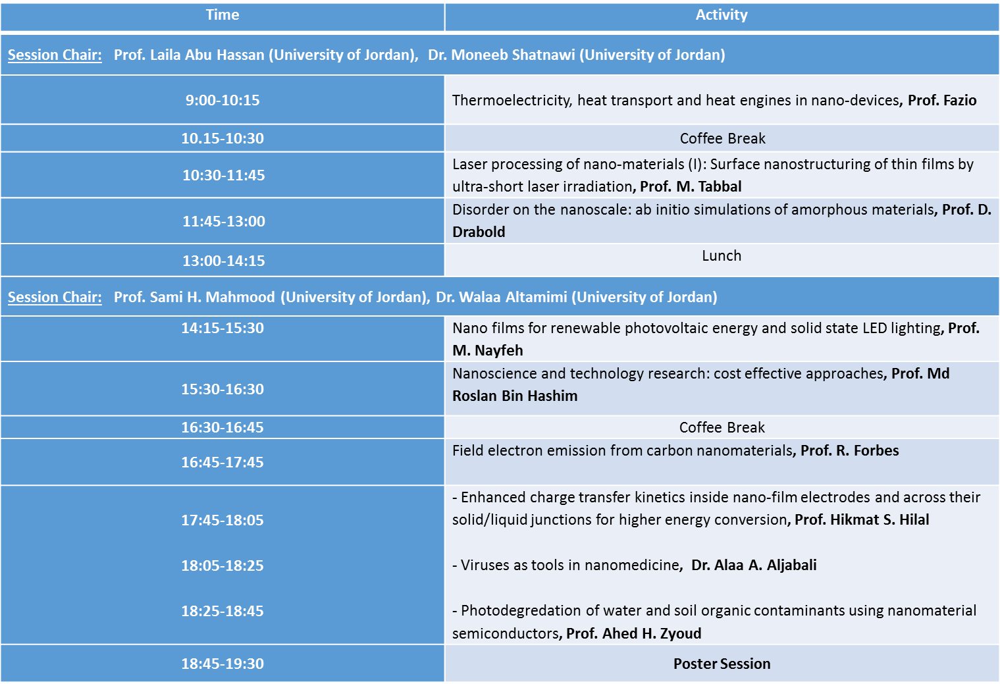 Time Activity
Session Chair: Prof. Laila Abu Hassan (University of Jordan), Dr. Moneeb Shatnawi (University of Jordan)
9:00-10:15 Thermoelectricity, heat transport and heat engines in nano-devices, Prof. Fazio
10.15-10:30 Coffee Break
10:30-11:45 Laser processing of nano-materials (I): Surface nanostructuring of thin films by
ultra-short laser irradiation, Prof. M. Tabbal
11:45-13:00 Disorder on the nanoscale: ab initio simulations of amorphous materials, Prof. D.
Drabold
13:00-14:15 Lunch
Session Chair: Prof. Sami H. Mahmood (University of Jordan), Dr. Walaa Altamimi (University of Jordan)
14:15-15:30 Nano films for renewable photovoltaic energy and solid state LED lighting, Prof.
M. Nayfeh
15:30-16:30 Nanoscience and technology research: cost effective approaches, Prof. Md
Roslan Bin Hashim
16:30-16:45 Coffee Break
16:45-17:45 Field electron emission from carbon nanomaterials, Prof. R. Forbes
17:45-18:05 - Enhanced charge transfer kinetics inside nano-film electrodes and across their
solid/liquid junctions for higher energy conversion, Prof. Hikmat S. Hilal
18:05-18:25 - Viruses as tools in nanomedicine, Dr. Alaa A. Aljabali
18:25-18:45 - Photodegredation of water and soil organic contaminants using nanomaterial
semiconductors, Prof. Ahed H. Zyoud
18:45-19:30 Poster Session